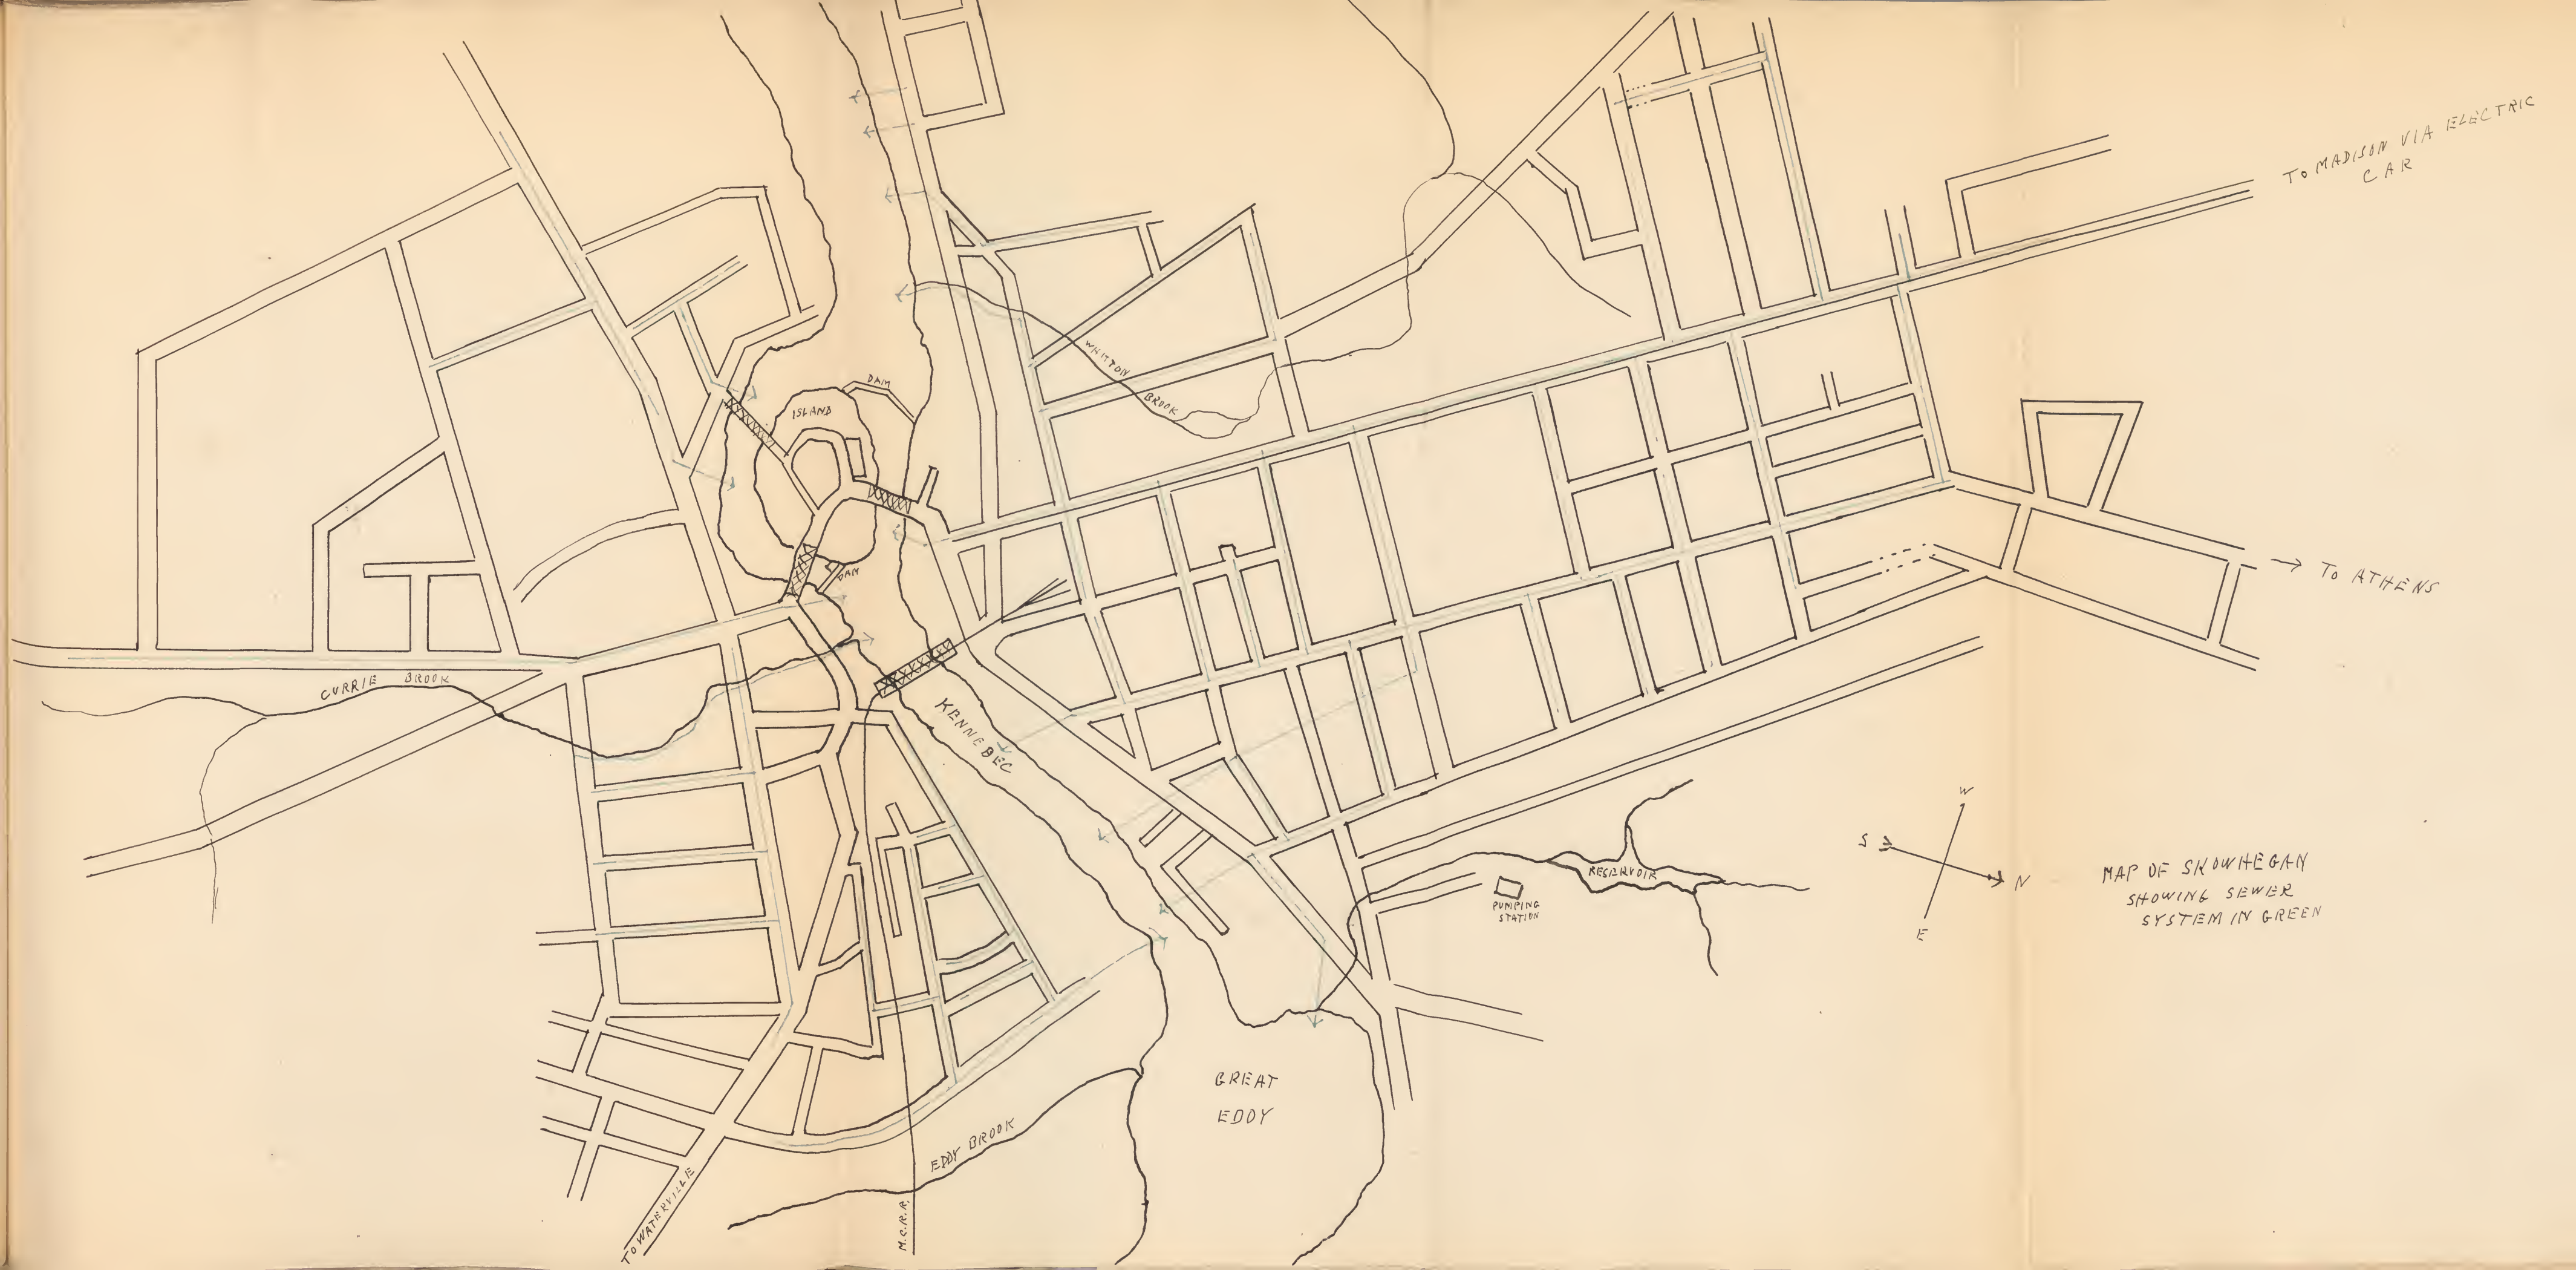 TO MADISON VIA ELECTRIC
CAR
DAM
ISLAND
WHITTON
BROOK
DAM
→ TO ATHENS
CURRIE BROOK
KENNEBEC
W
S
N
E
RESERVOIR
PUMPING
STATION
MAP OF SKOWHEGAN
SHOWING SEWER
SYSTEM IN GREEN
GREAT
EDDY
EDDY BROOK
TO WATERVILLE
M.C.R.R.